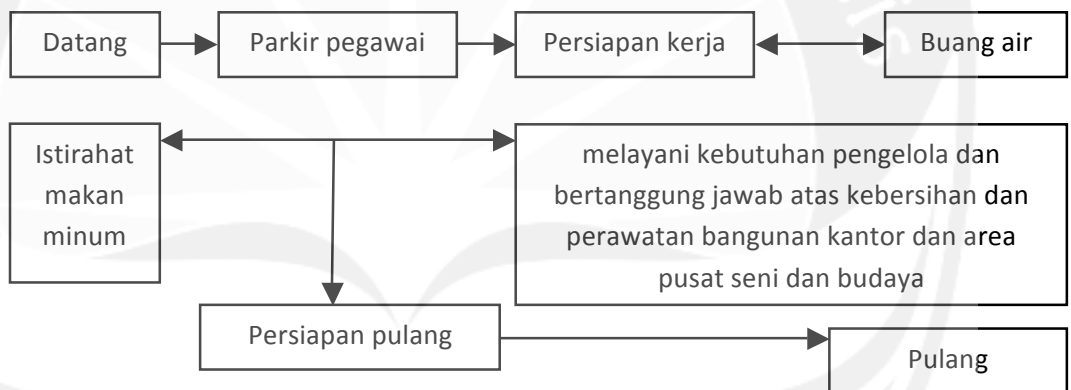 Datang
Parkir pegawai
Persiapan kerja
Buang air
Istirahat
makan
minum
melayani kebutuhan pengelola dan
bertanggung jawab atas kebersihan dan
perawatan bangunan kantor dan area
pusat seni dan budaya
Persiapan pulang
Pulang